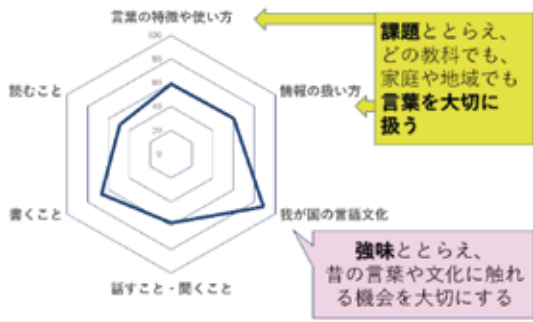 言葉の特徴や使い方
120
100
80
60
40
20
0
読むこと
情報の扱い方
書くこと
我が国の言語文化
話すこと・聞くこと
課題ととらえ、
どの教科でも、
家庭や地域でも
言葉を大切に
扱う
強味ととらえ、
昔の言葉や文化に触れ
る機会を大切にする